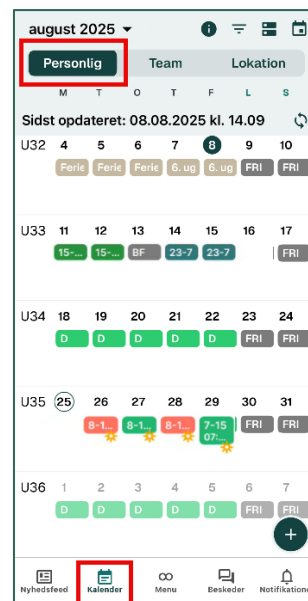 august 2025
Personlig Team Lokation
M T O T F L S
Sidst opdateret: 08.08.2025 kl. 14.09
U32 4 5 6 7 8 9 10
Ferie Ferie Ferie 6. ug 6. ug FRI FRI
U33 11 12 13 14 15 16 17
15-... 15-... BF 23-7 23-7 FRI
U34 18 19 20 21 22 23 24
D D D D D FRI FRI
U35 25 26 27 28 29 30 31
8-1... 8-1... 8-1... 7-15 FRI FRI
07:...
U36 1 2 3 4 5 6 7
D D D D D FRI FRI
Nyhedsfeed Kalender Menu Beskeder Notifikation